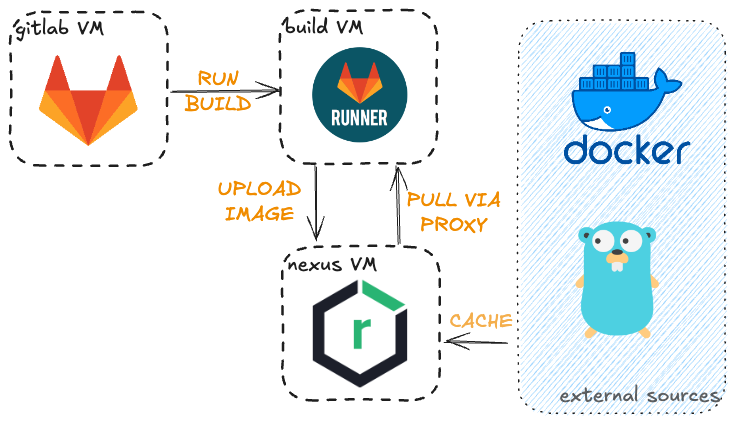 gitlab VM
build VM
RUN
BUILD
RUNNER
docker
UPLOAD
IMAGE
PULL VIA
PROXY
nexus VM
r
CACHE
external sources